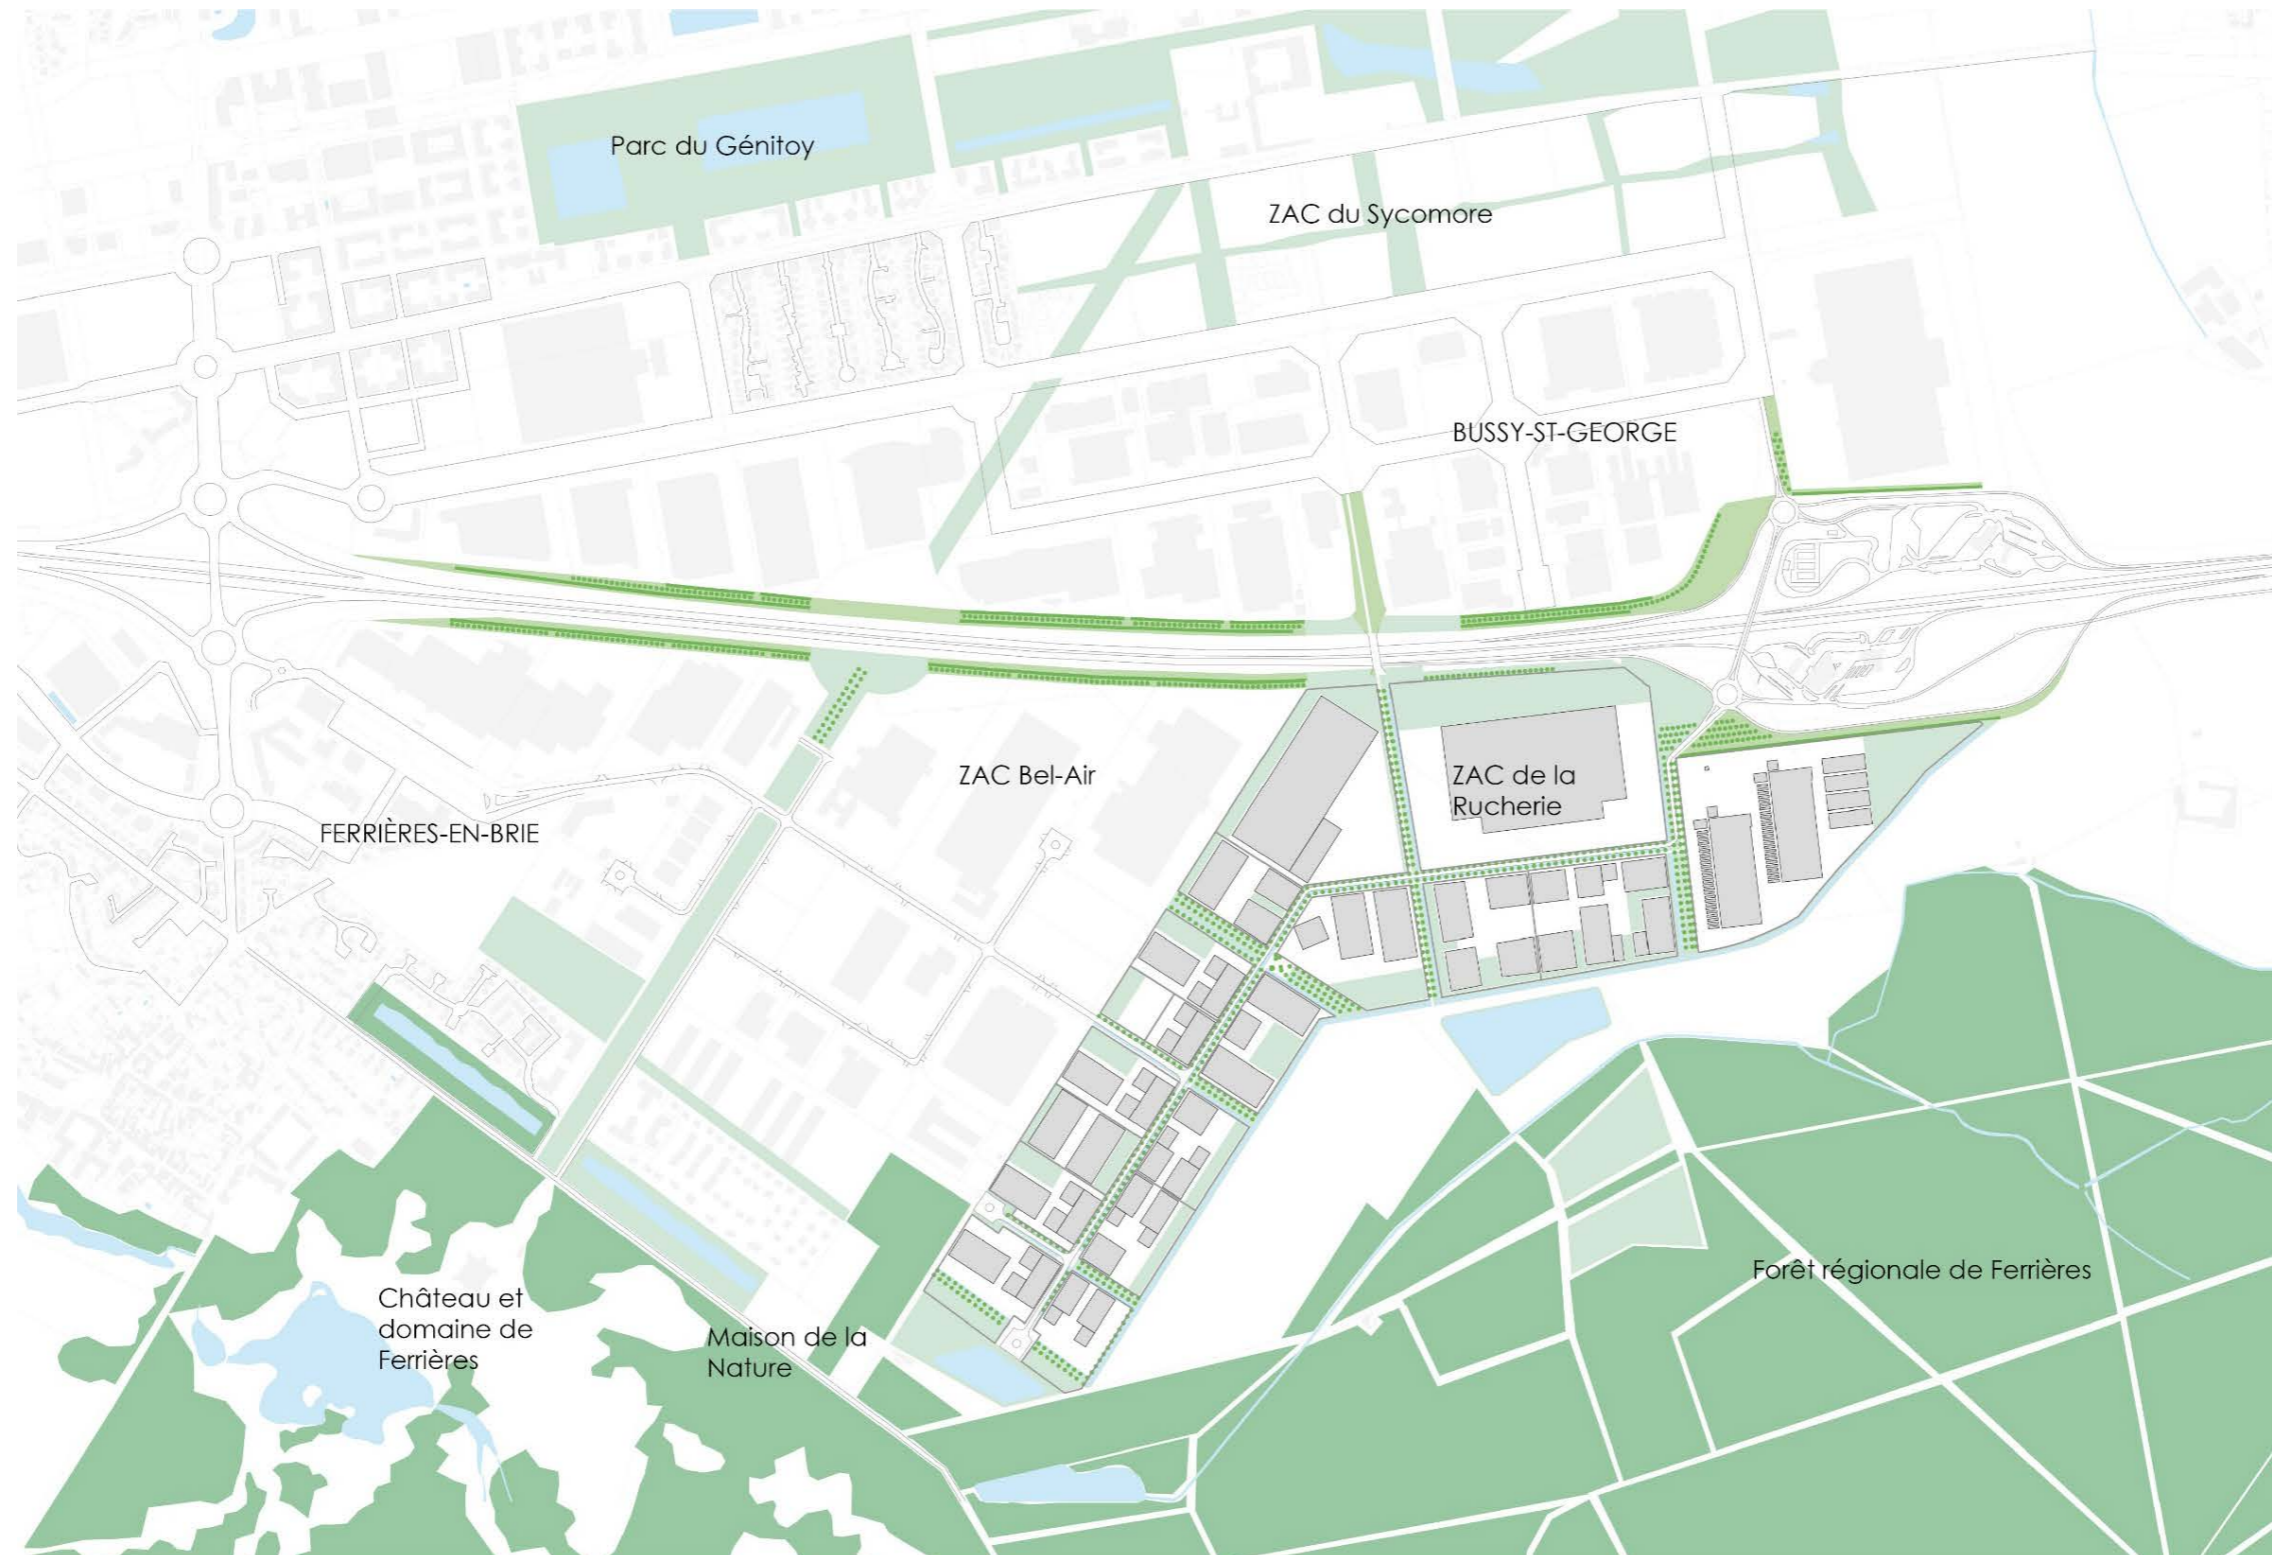 Parc du Génitoy
ZAC du Sycomore
BUSSY-ST-GEORGE
ZAC Bel-Air
ZAC de la
Rucherie
FERRIÈRES-EN-BRIE
Forêt régionale de Ferrières
Château et
domaine de
Ferrières
Maison de la
Nature